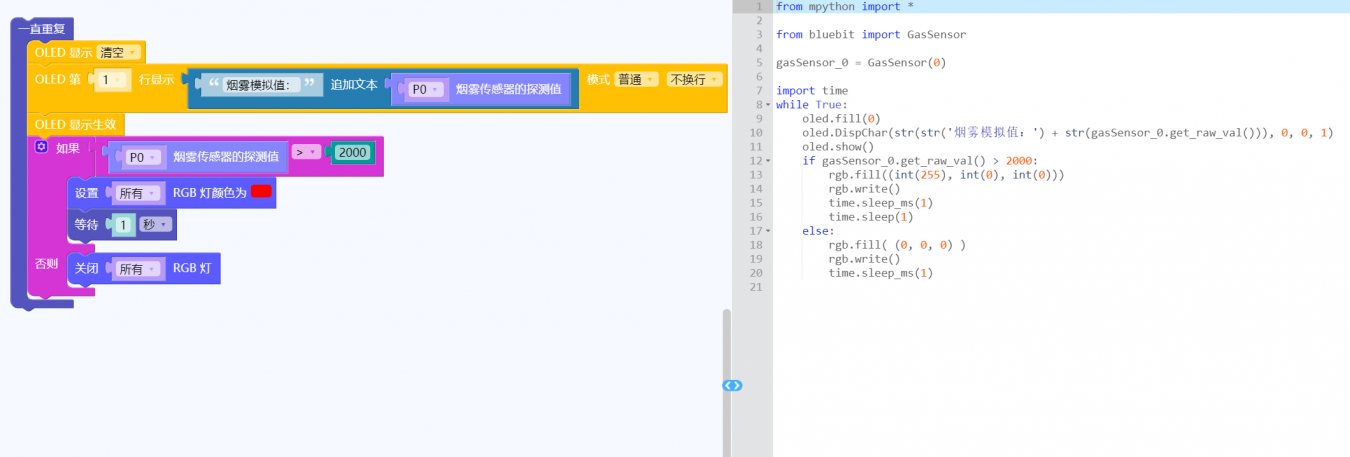 一直重复
OLED 显示 清空
OLED 第 1 行显示 “ 烟雾模拟值： ” 追加文本 P0 烟雾传感器的探测值 模式 普通 不换行
OLED 显示生效
如果 P0 烟雾传感器的探测值 > 2000
设置 所有 RGB 灯颜色为
等待 1 秒
否则 关闭 所有 RGB 灯
1 from mpython import *
2
3 from bluebit import GasSensor
4
5 gasSensor_0 = GasSensor(0)
6
7 import time
8 while True:
9 oled.fill(0)
10 oled.DispChar(str(str('烟雾模拟值：') + str(gasSensor_0.get_raw_val())), 0, 0, 1)
11 oled.show()
12 if gasSensor_0.get_raw_val() > 2000:
13 rgb.fill((int(255), int(0), int(0)))
14 rgb.write()
15 time.sleep_ms(1)
16 time.sleep(1)
17 else:
18 rgb.fill( (0, 0, 0) )
19 rgb.write()
20 time.sleep_ms(1)
21